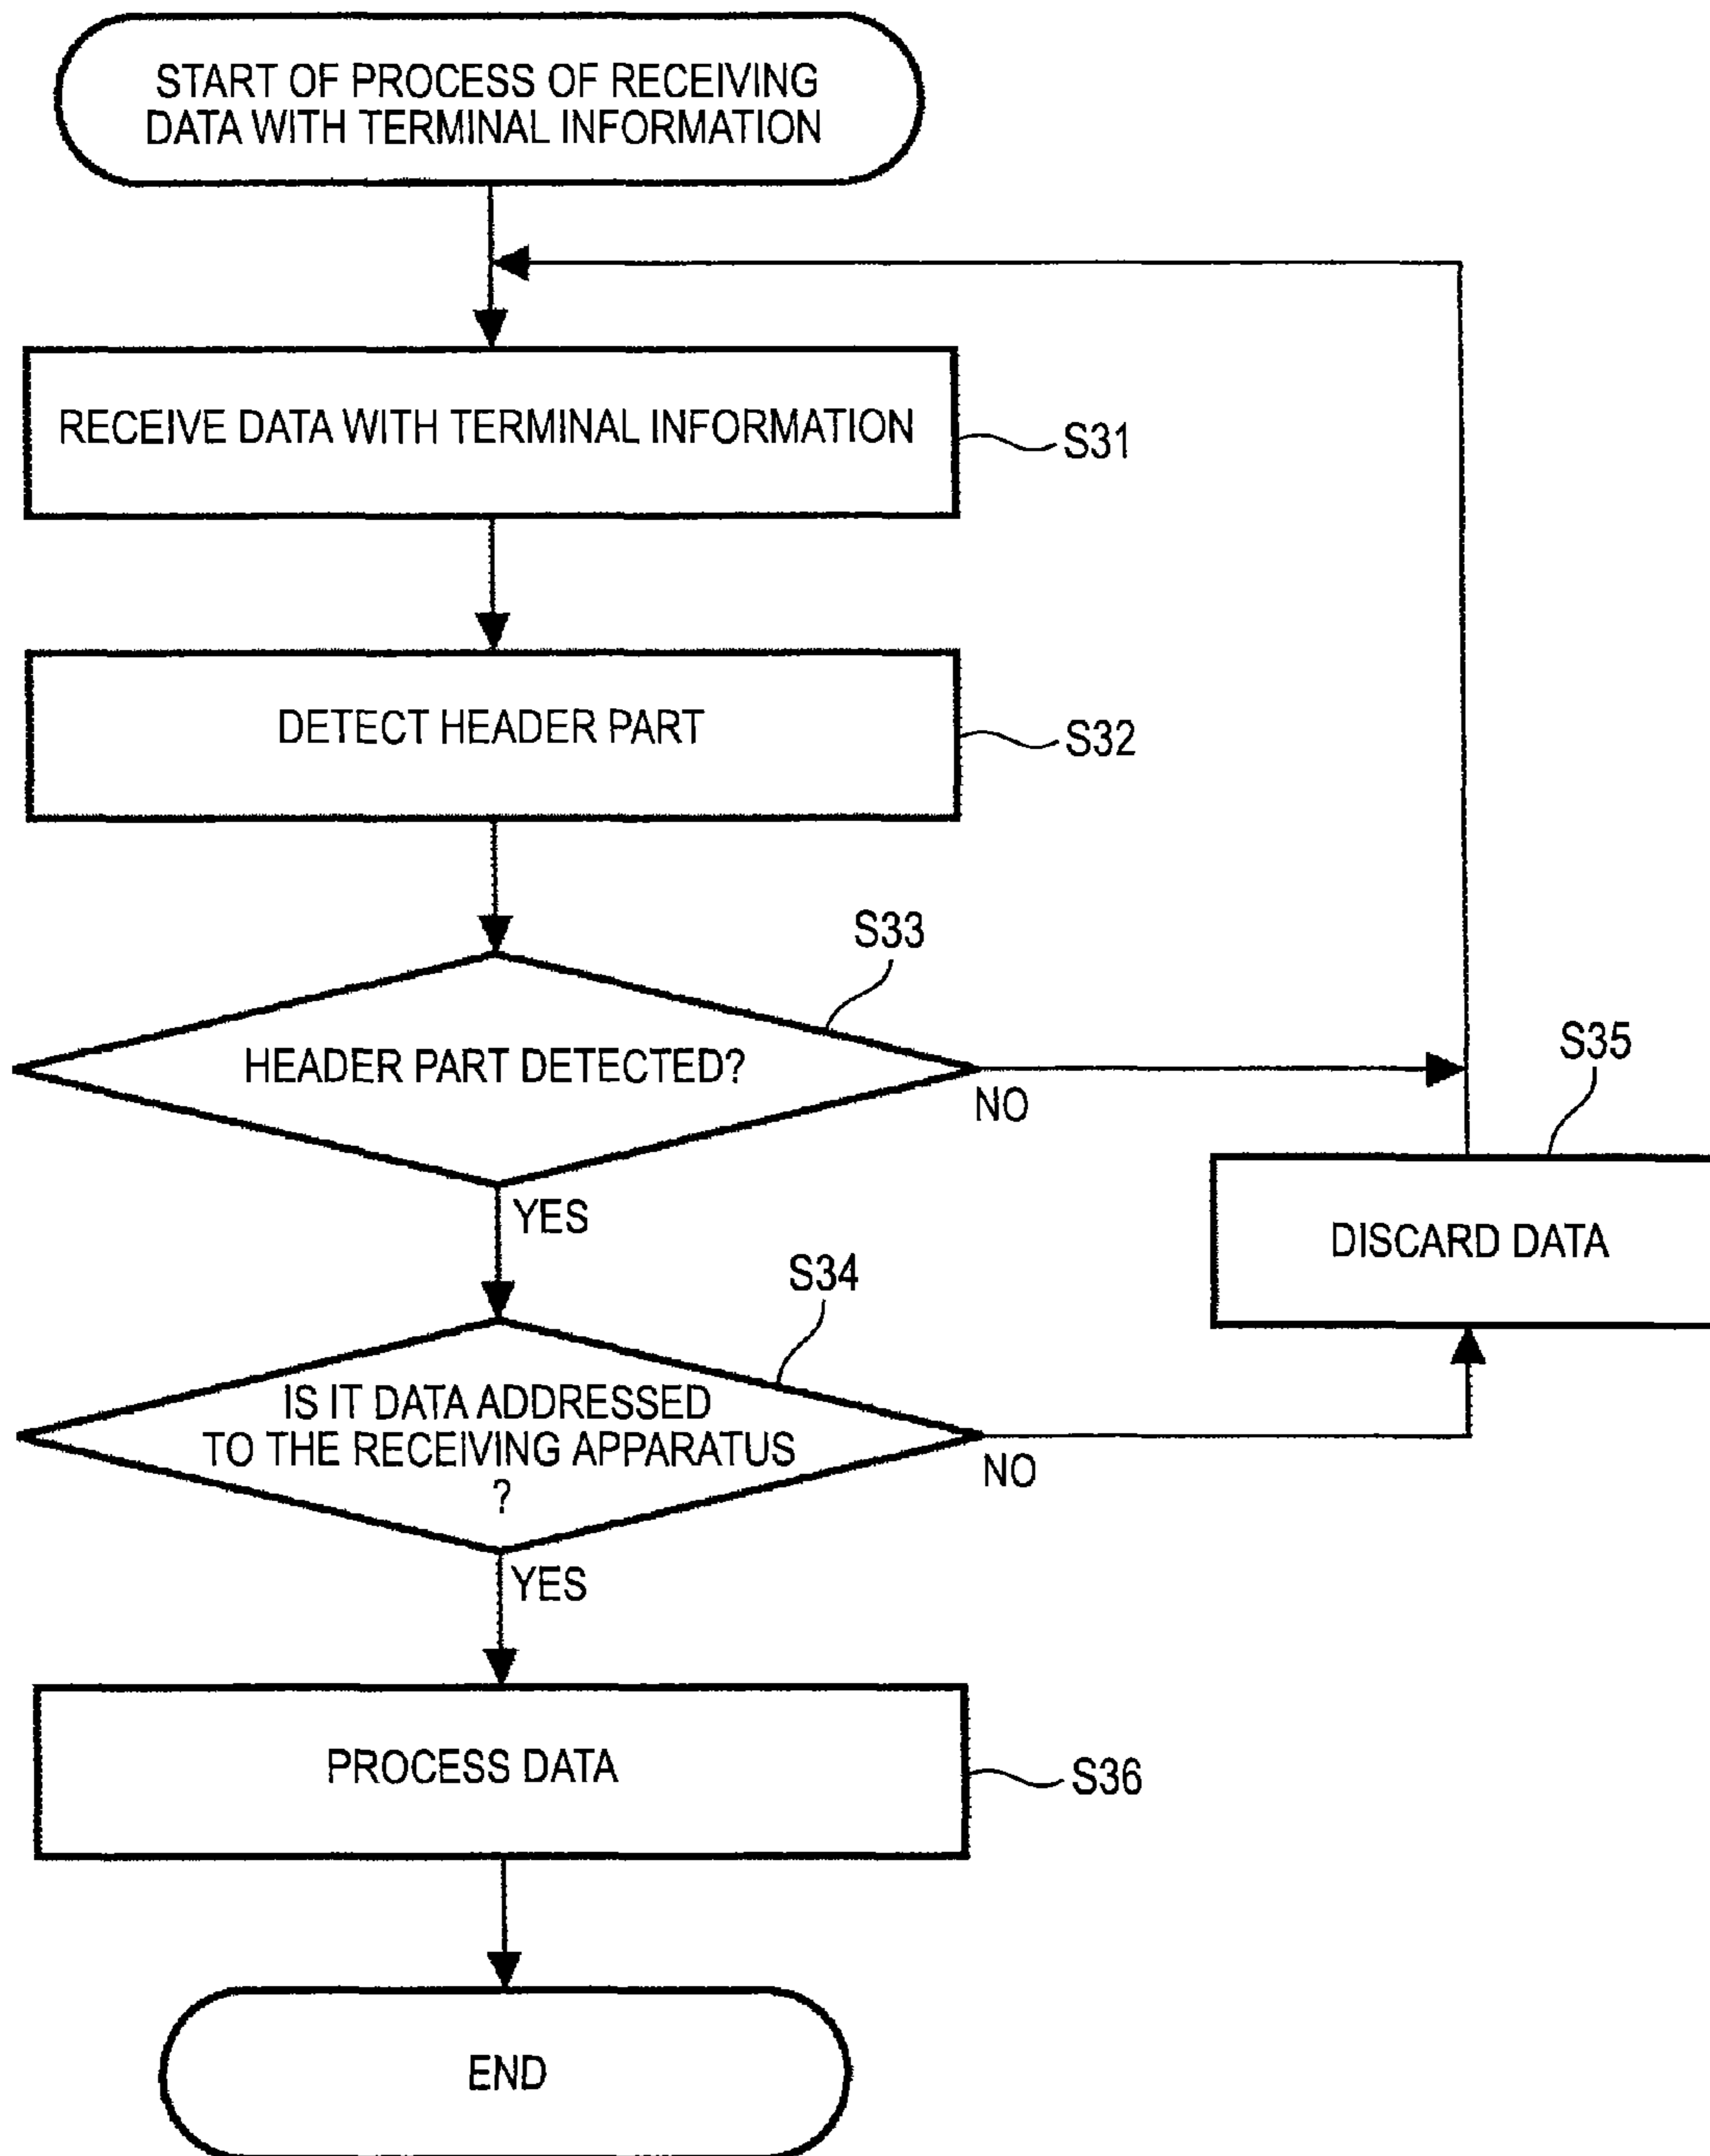 START OF PROCESS OF RECEIVING
DATA WITH TERMINAL INFORMATION
RECEIVE DATA WITH TERMINAL INFORMATION
S31
DETECT HEADER PART
S32
S33
HEADER PART DETECTED?
NO
YES
S35
DISCARD DATA
S34
IS IT DATA ADDRESSED
TO THE RECEIVING APPARATUS
?
NO
YES
PROCESS DATA
S36
END